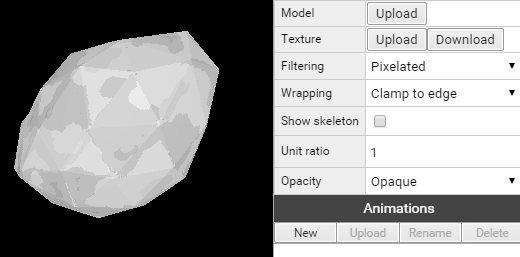 Model Upload
Texture Upload Download
Filtering Pixelated
Wrapping Clamp to edge
Show skeleton
Unit ratio 1
Opacity Opaque
Animations
New Upload Rename Delete